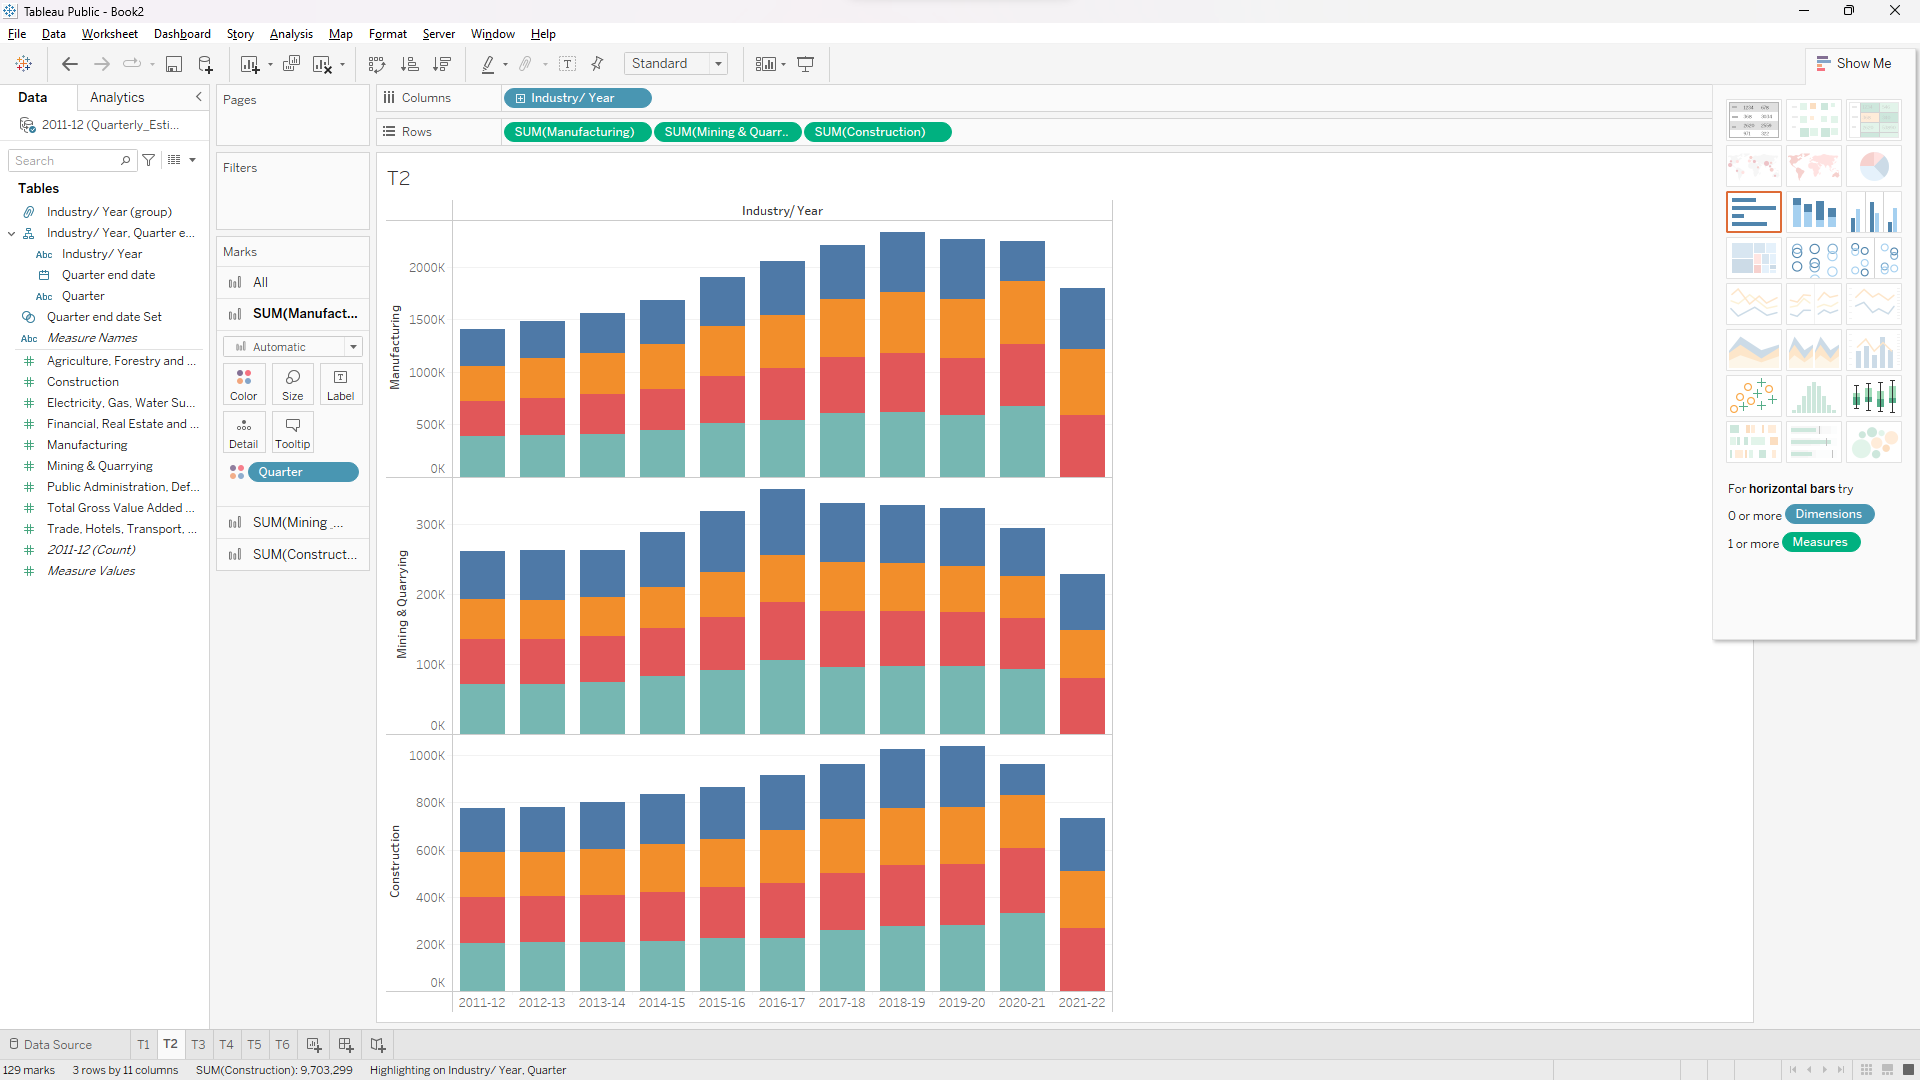 Tableau Public - Book2
File Data Worksheet Dashboard Story Analysis Map Format Server Window Help
Standard
Show Me
Data Analytics
2011-12 (Quarterly_Esti...
Search
Tables
Industry/ Year (group)
Industry/ Year, Quarter e...
Abc Industry/ Year
Quarter end date
Abc Quarter
Quarter end date Set
Abc Measure Names
Agriculture, Forestry and ...
Construction
Electricity, Gas, Water Su...
Financial, Real Estate and ...
Manufacturing
Mining & Quarrying
Public Administration, Def...
Total Gross Value Added ...
Trade, Hotels, Transport, ...
2011-12 (Count)
Measure Values
Pages
Filters
Marks
All
SUM(Manufact...
Automatic
Color Size Label
Detail Tooltip
Quarter
SUM(Mining ...
SUM(Construct...
Columns Industry/ Year
Rows SUM(Manufacturing) SUM(Mining & Quarr.. SUM(Construction)
T2
Industry/ Year
Manufacturing
2000K
1500K
1000K
500K
0K
Mining & Quarrying
300K
200K
100K
0K
Construction
1000K
800K
600K
400K
200K
0K
2011-12 2012-13 2013-14 2014-15 2015-16 2016-17 2017-18 2018-19 2019-20 2020-21 2021-22
For horizontal bars try
0 or more Dimensions
1 or more Measures
Data Source T1 T2 T3 T4 T5 T6
129 marks 3 rows by 11 columns SUM(Construction): 9,703,299 Highlighting on Industry/ Year, Quarter